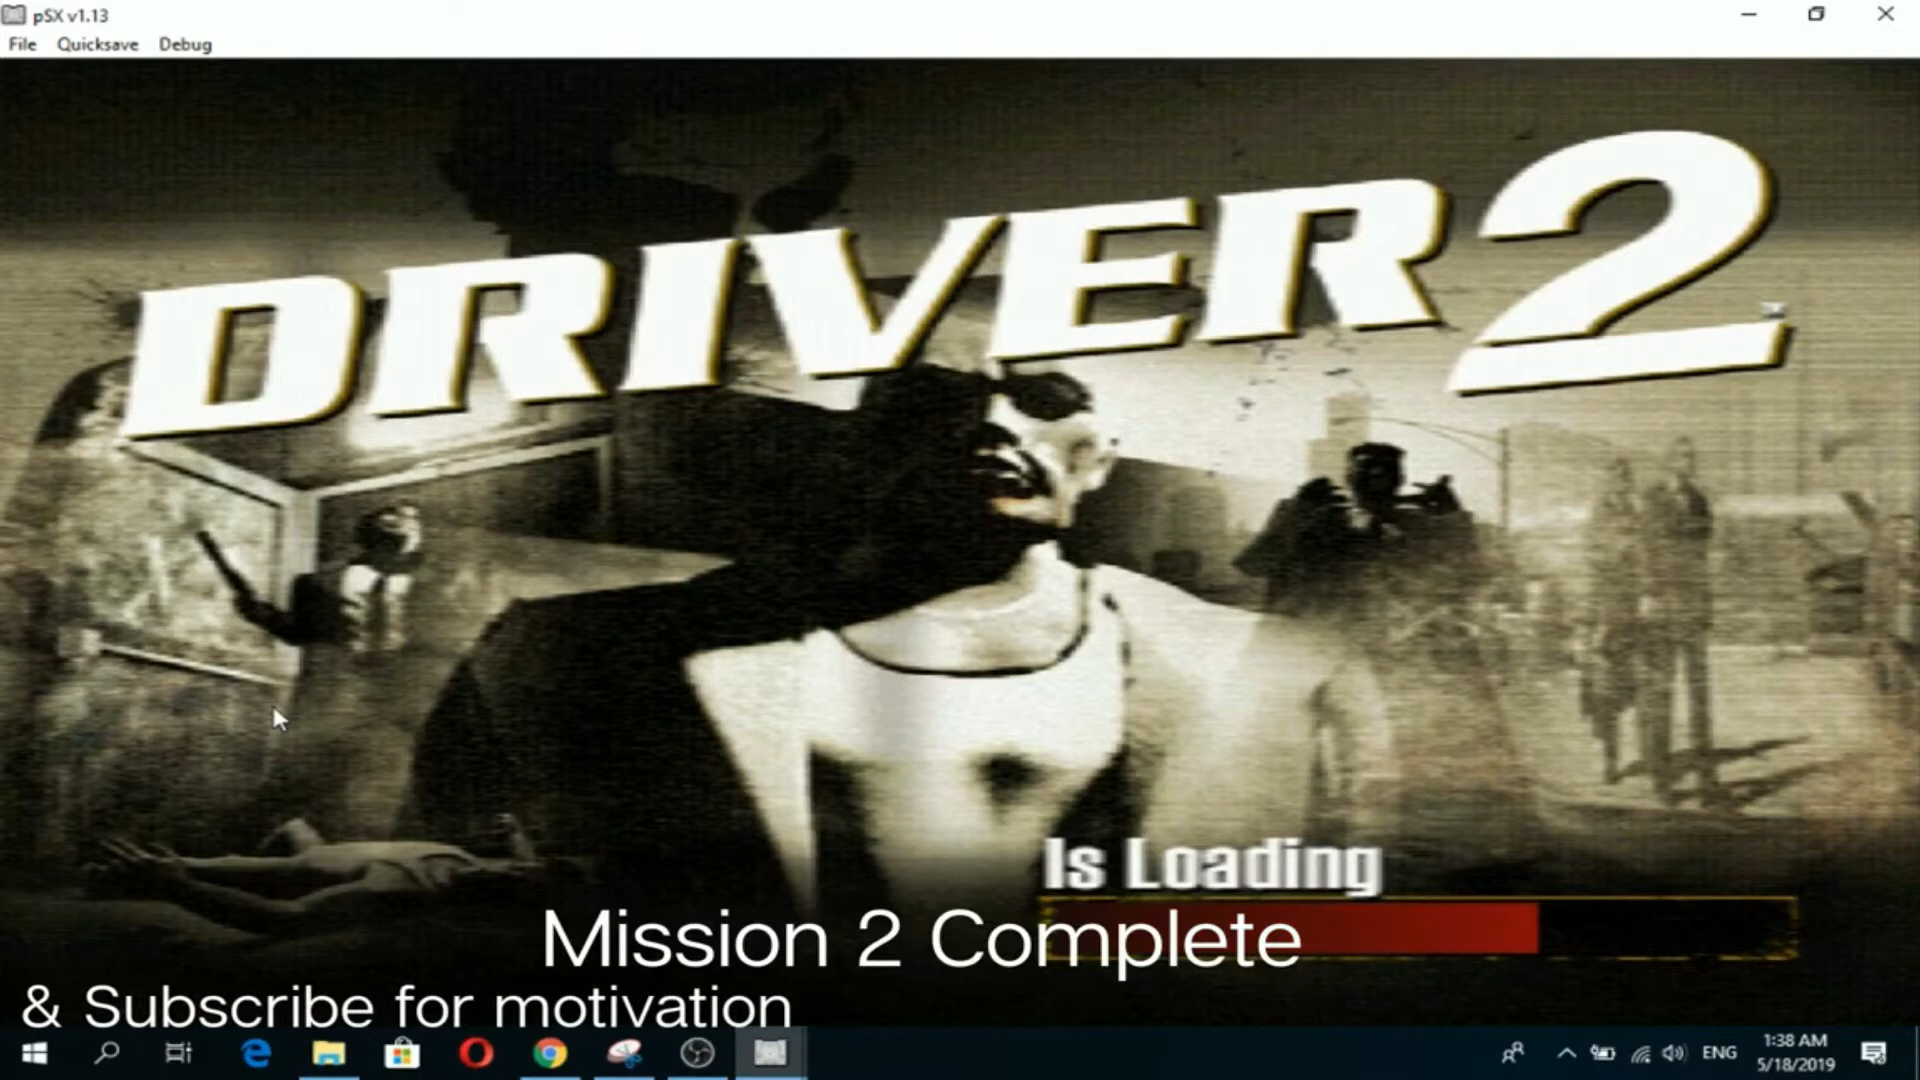 pSX v1.13
File Quicksave Debug
DRIVER 2
Is Loading
Mission 2 Complete
& Subscribe for motivation
ENG
1:38 AM
5/18/2019